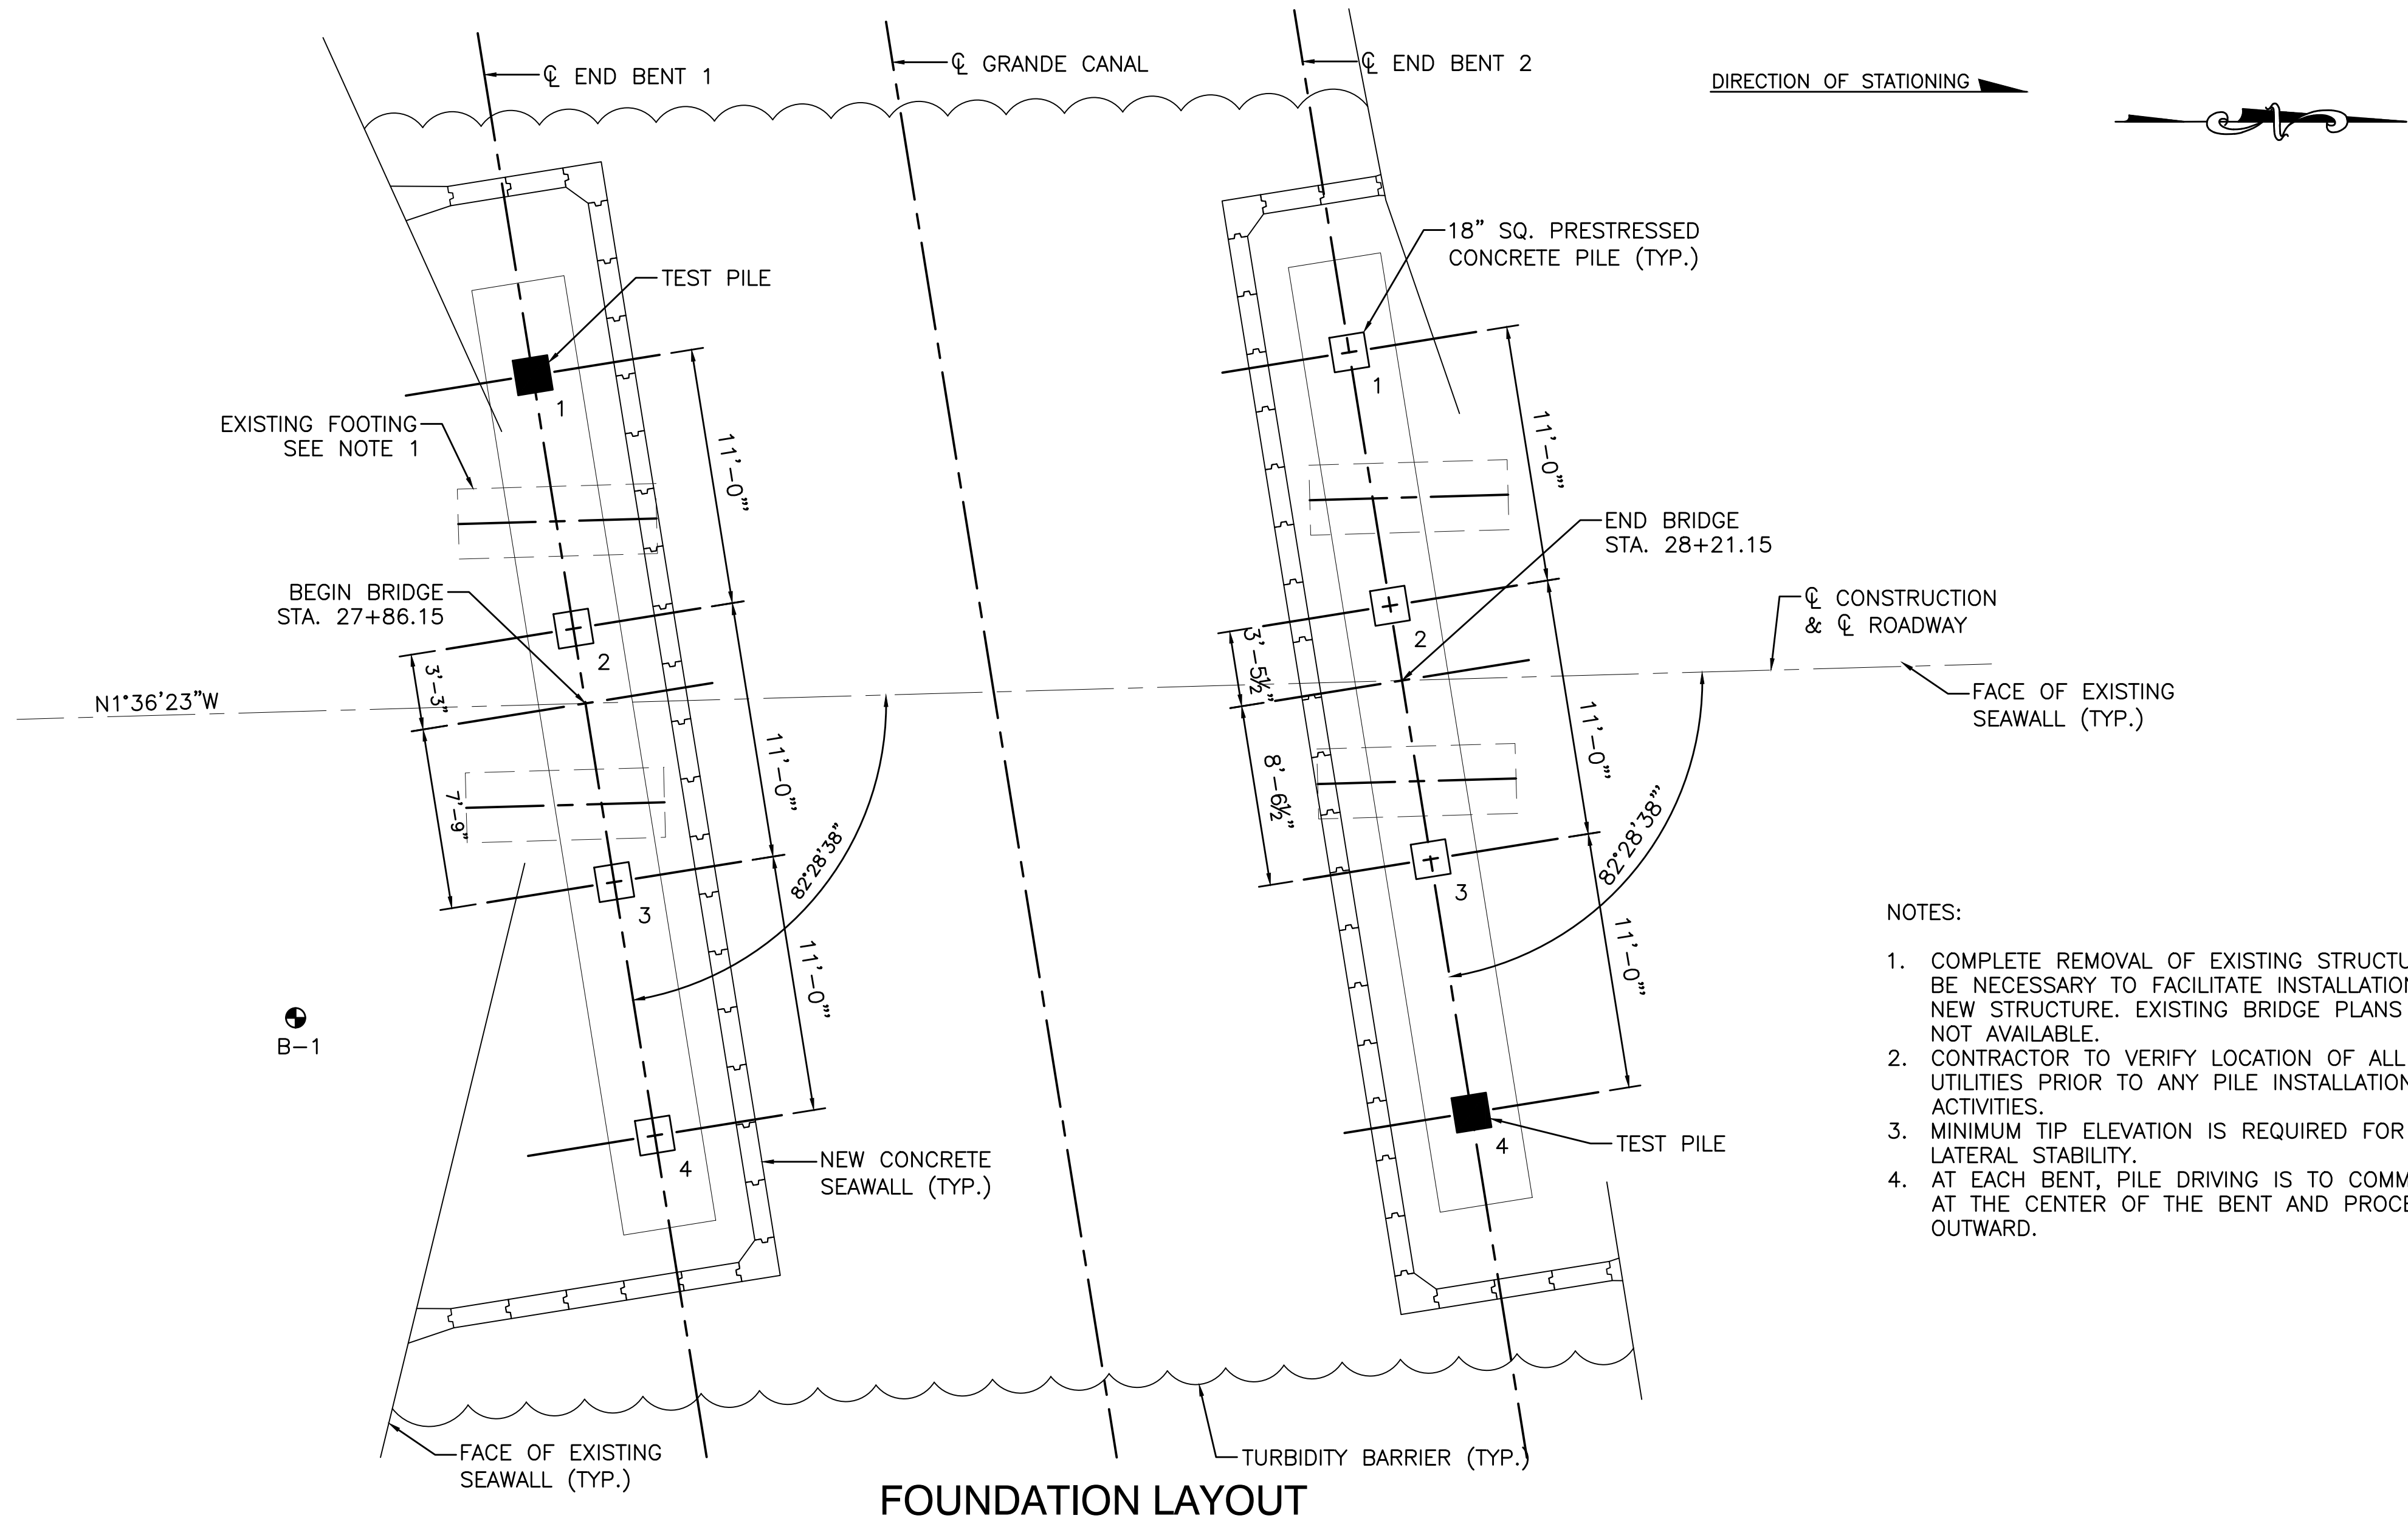 ℄ END BENT 1
℄ GRANDE CANAL
℄ END BENT 2
DIRECTION OF STATIONING
N
18" SQ. PRESTRESSED
CONCRETE PILE (TYP.)
TEST PILE
1
1
EXISTING FOOTING
SEE NOTE 1
11'-0'"
11'-0'"
END BRIDGE
STA. 28+21.15
BEGIN BRIDGE
STA. 27+86.15
℄ CONSTRUCTION
& ℄ ROADWAY
2
2
3'-3"
3'-5½"
N1°36'23"W
FACE OF EXISTING
SEAWALL (TYP.)
11'-0'"
11'-0'"
7'-9"
8'-6½"
82°28'38"
82°28'38'"
3
3
11'-0'"
11'-0'"
B-1
4
4
TEST PILE
NEW CONCRETE
SEAWALL (TYP.)
NOTES:
1. COMPLETE REMOVAL OF EXISTING
BE NECESSARY TO FACILITATE
NEW STRUCTURE. EXISTING BRIDGE PLANS
NOT AVAILABLE.
2. CONTRACTOR TO VERIFY LOCATION OF ALL
UTILITIES PRIOR TO ANY PILE INSTALLATION
ACTIVITIES.
3. MINIMUM TIP ELEVATION IS REQUIRED FOR
LATERAL STABILITY.
4. AT EACH BENT, PILE DRIVING IS TO
AT THE CENTER OF THE BENT AND
OUTWARD.
FACE OF EXISTING
SEAWALL (TYP.)
TURBIDITY BARRIER (TYP.)
FOUNDATION LAYOUT